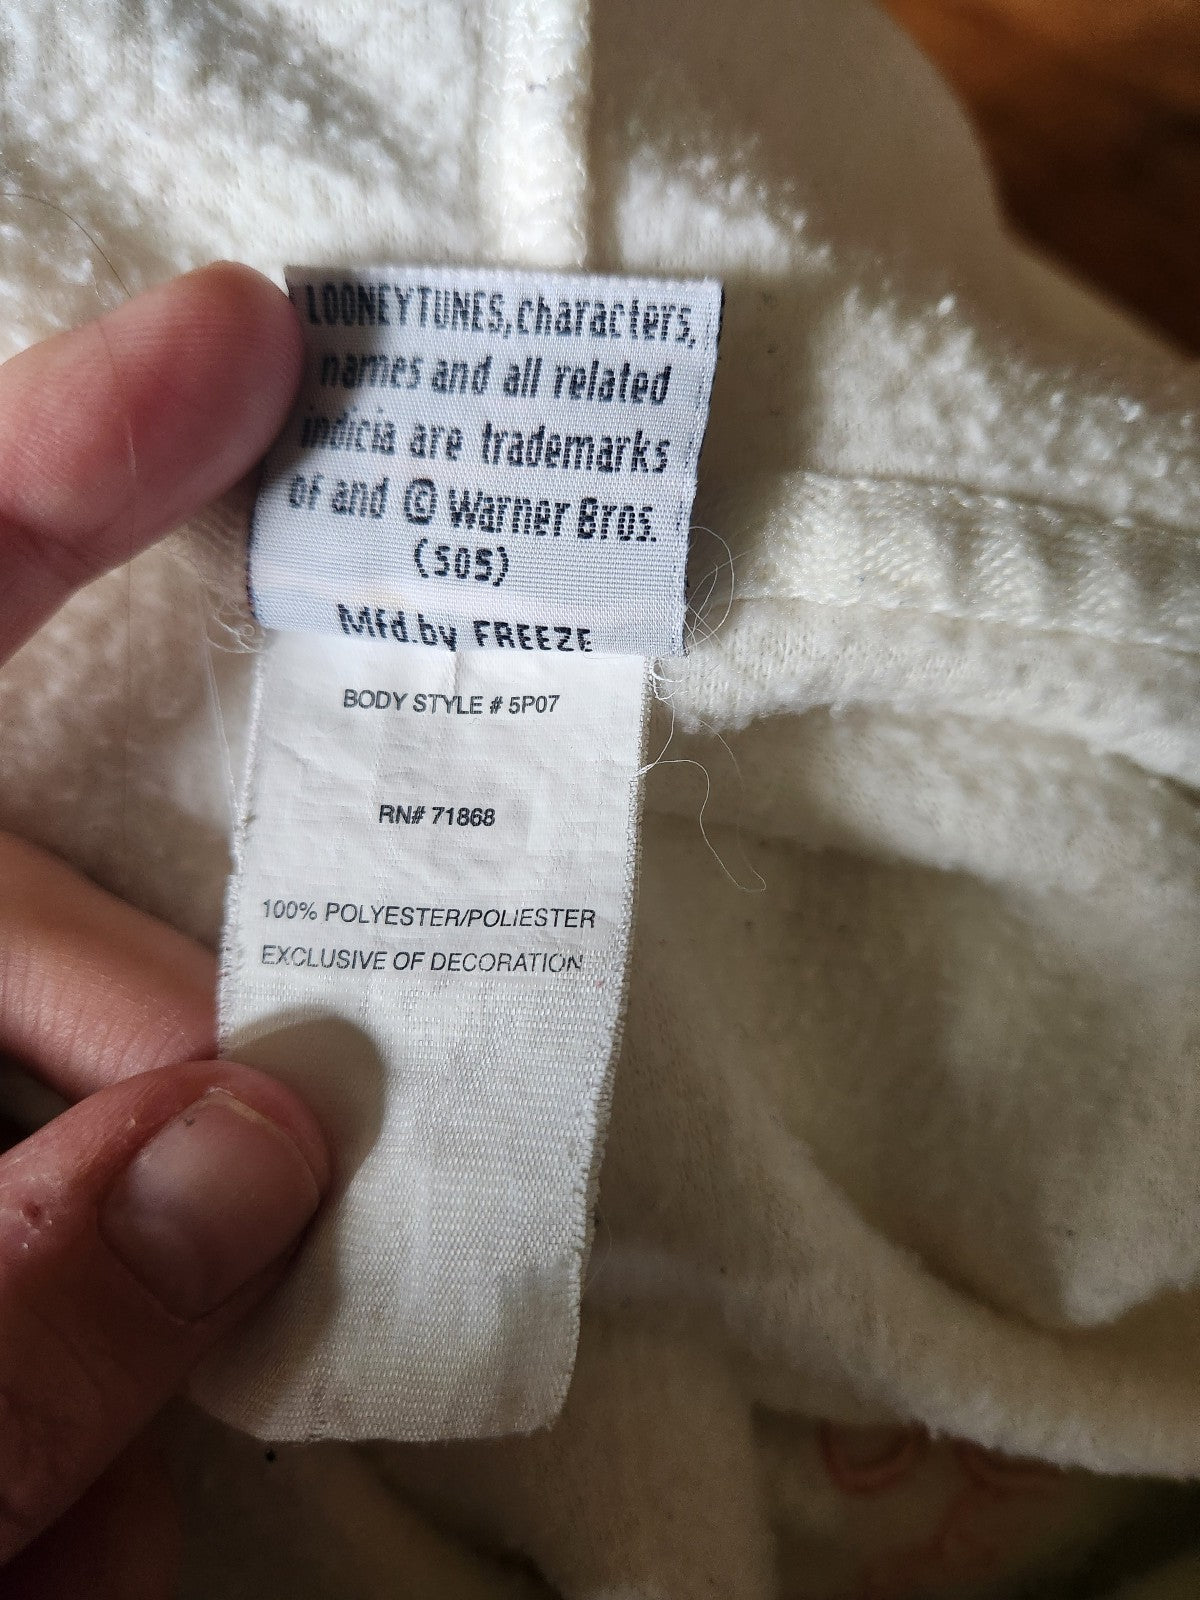 LOONEYTUNES, characters,
names and all related
indicia are trademarks
of and © Warner Bros.
(s05)
Mfd. by FREEZE
BODY STYLE # 5P07
RN# 71868
100% POLYESTER/POLIESTER
EXCLUSIVE OF DECORATION